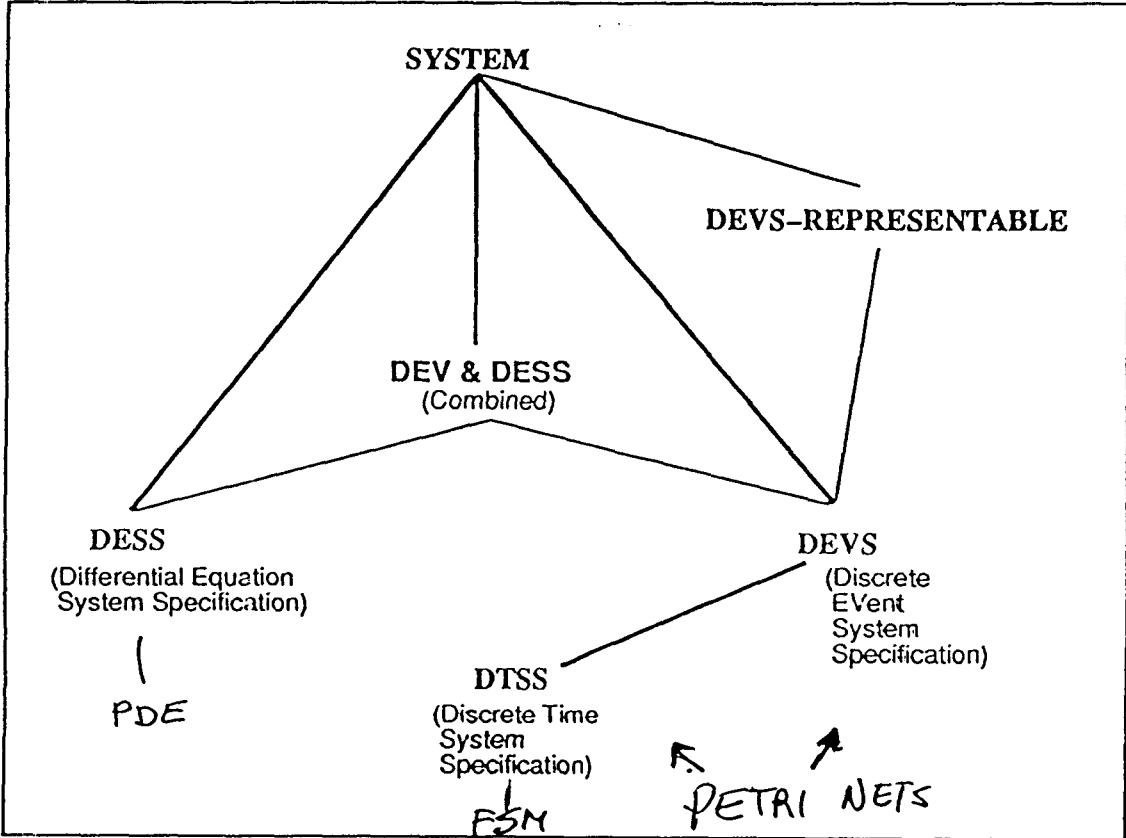 SYSTEM
DEVS-REPRESENTABLE
DEV & DESS
(Combined)
DESS
(Differential Equation
System Specification)
PDE
DEVS
(Discrete
EVent
System
Specification)
DTSS
(Discrete Time
System
Specification)
FSM
PETRI NETS